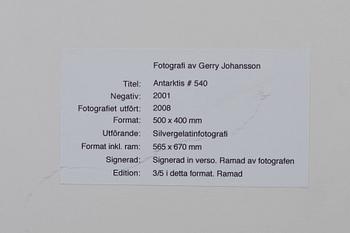 Fotografi av Gerry Johansson
Titel: Antarktis # 540
Negativ: 2001
Fotografiet utfört: 2008
Format: 500 x 400 mm
Utförande: Silvergelatinfotografi
Format inkl. ram: 565 x 670 mm
Signerad: Signerad in verso. Ramad av fotografen
Edition: 3/5 i detta format. Ramad